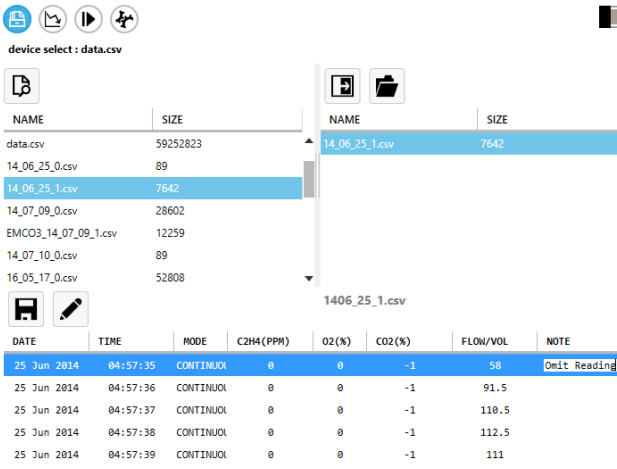 device select : data.csv
NAME SIZE
data.csv 59252823
14_06_25_0.csv 89
14_06_25_1.csv 7642
14_07_09_0.csv 28602
EMCO3_14_07_09_1.csv 12259
14_07_10_0.csv 89
16_05_17_0.csv 52808
NAME SIZE
14_06_25_1.csv 7642
1406_25_1.csv
DATE TIME MODE C2H4(PPM) O2(%) CO2(%) FLOW/VOL NOTE
25 Jun 2014 04:57:35 CONTINUOU 0 0 -1 58 Omit Reading
25 Jun 2014 04:57:36 CONTINUOU 0 0 -1 91.5
25 Jun 2014 04:57:37 CONTINUOU 0 0 -1 110.5
25 Jun 2014 04:57:38 CONTINUOU 0 0 -1 112.5
25 Jun 2014 04:57:39 CONTINUOU 0 0 -1 111